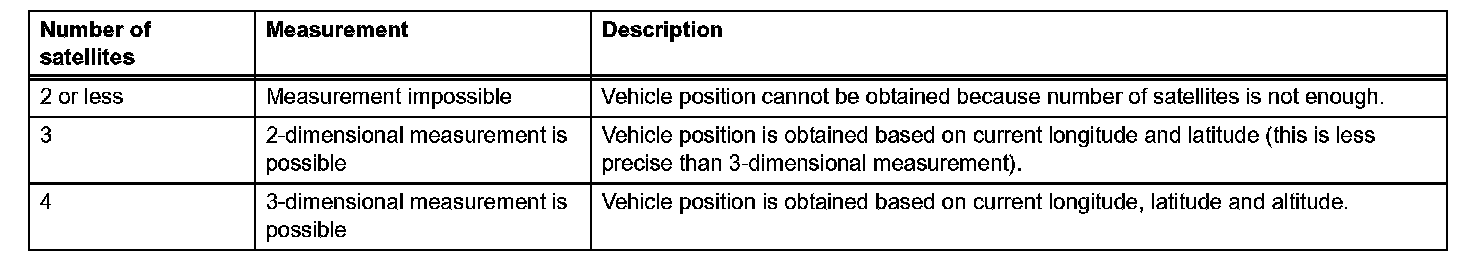 Number of
satellites
Measurement
Description
2 or less
Measurement impossible
Vehicle position cannot be obtained because number of satellites is not enough.
3
2-dimensional measurement is
possible
Vehicle position is obtained based on current longitude and latitude (this is less
precise than 3-dimensional measurement).
4
3-dimensional measurement is
possible
Vehicle position is obtained based on current longitude, latitude and altitude.